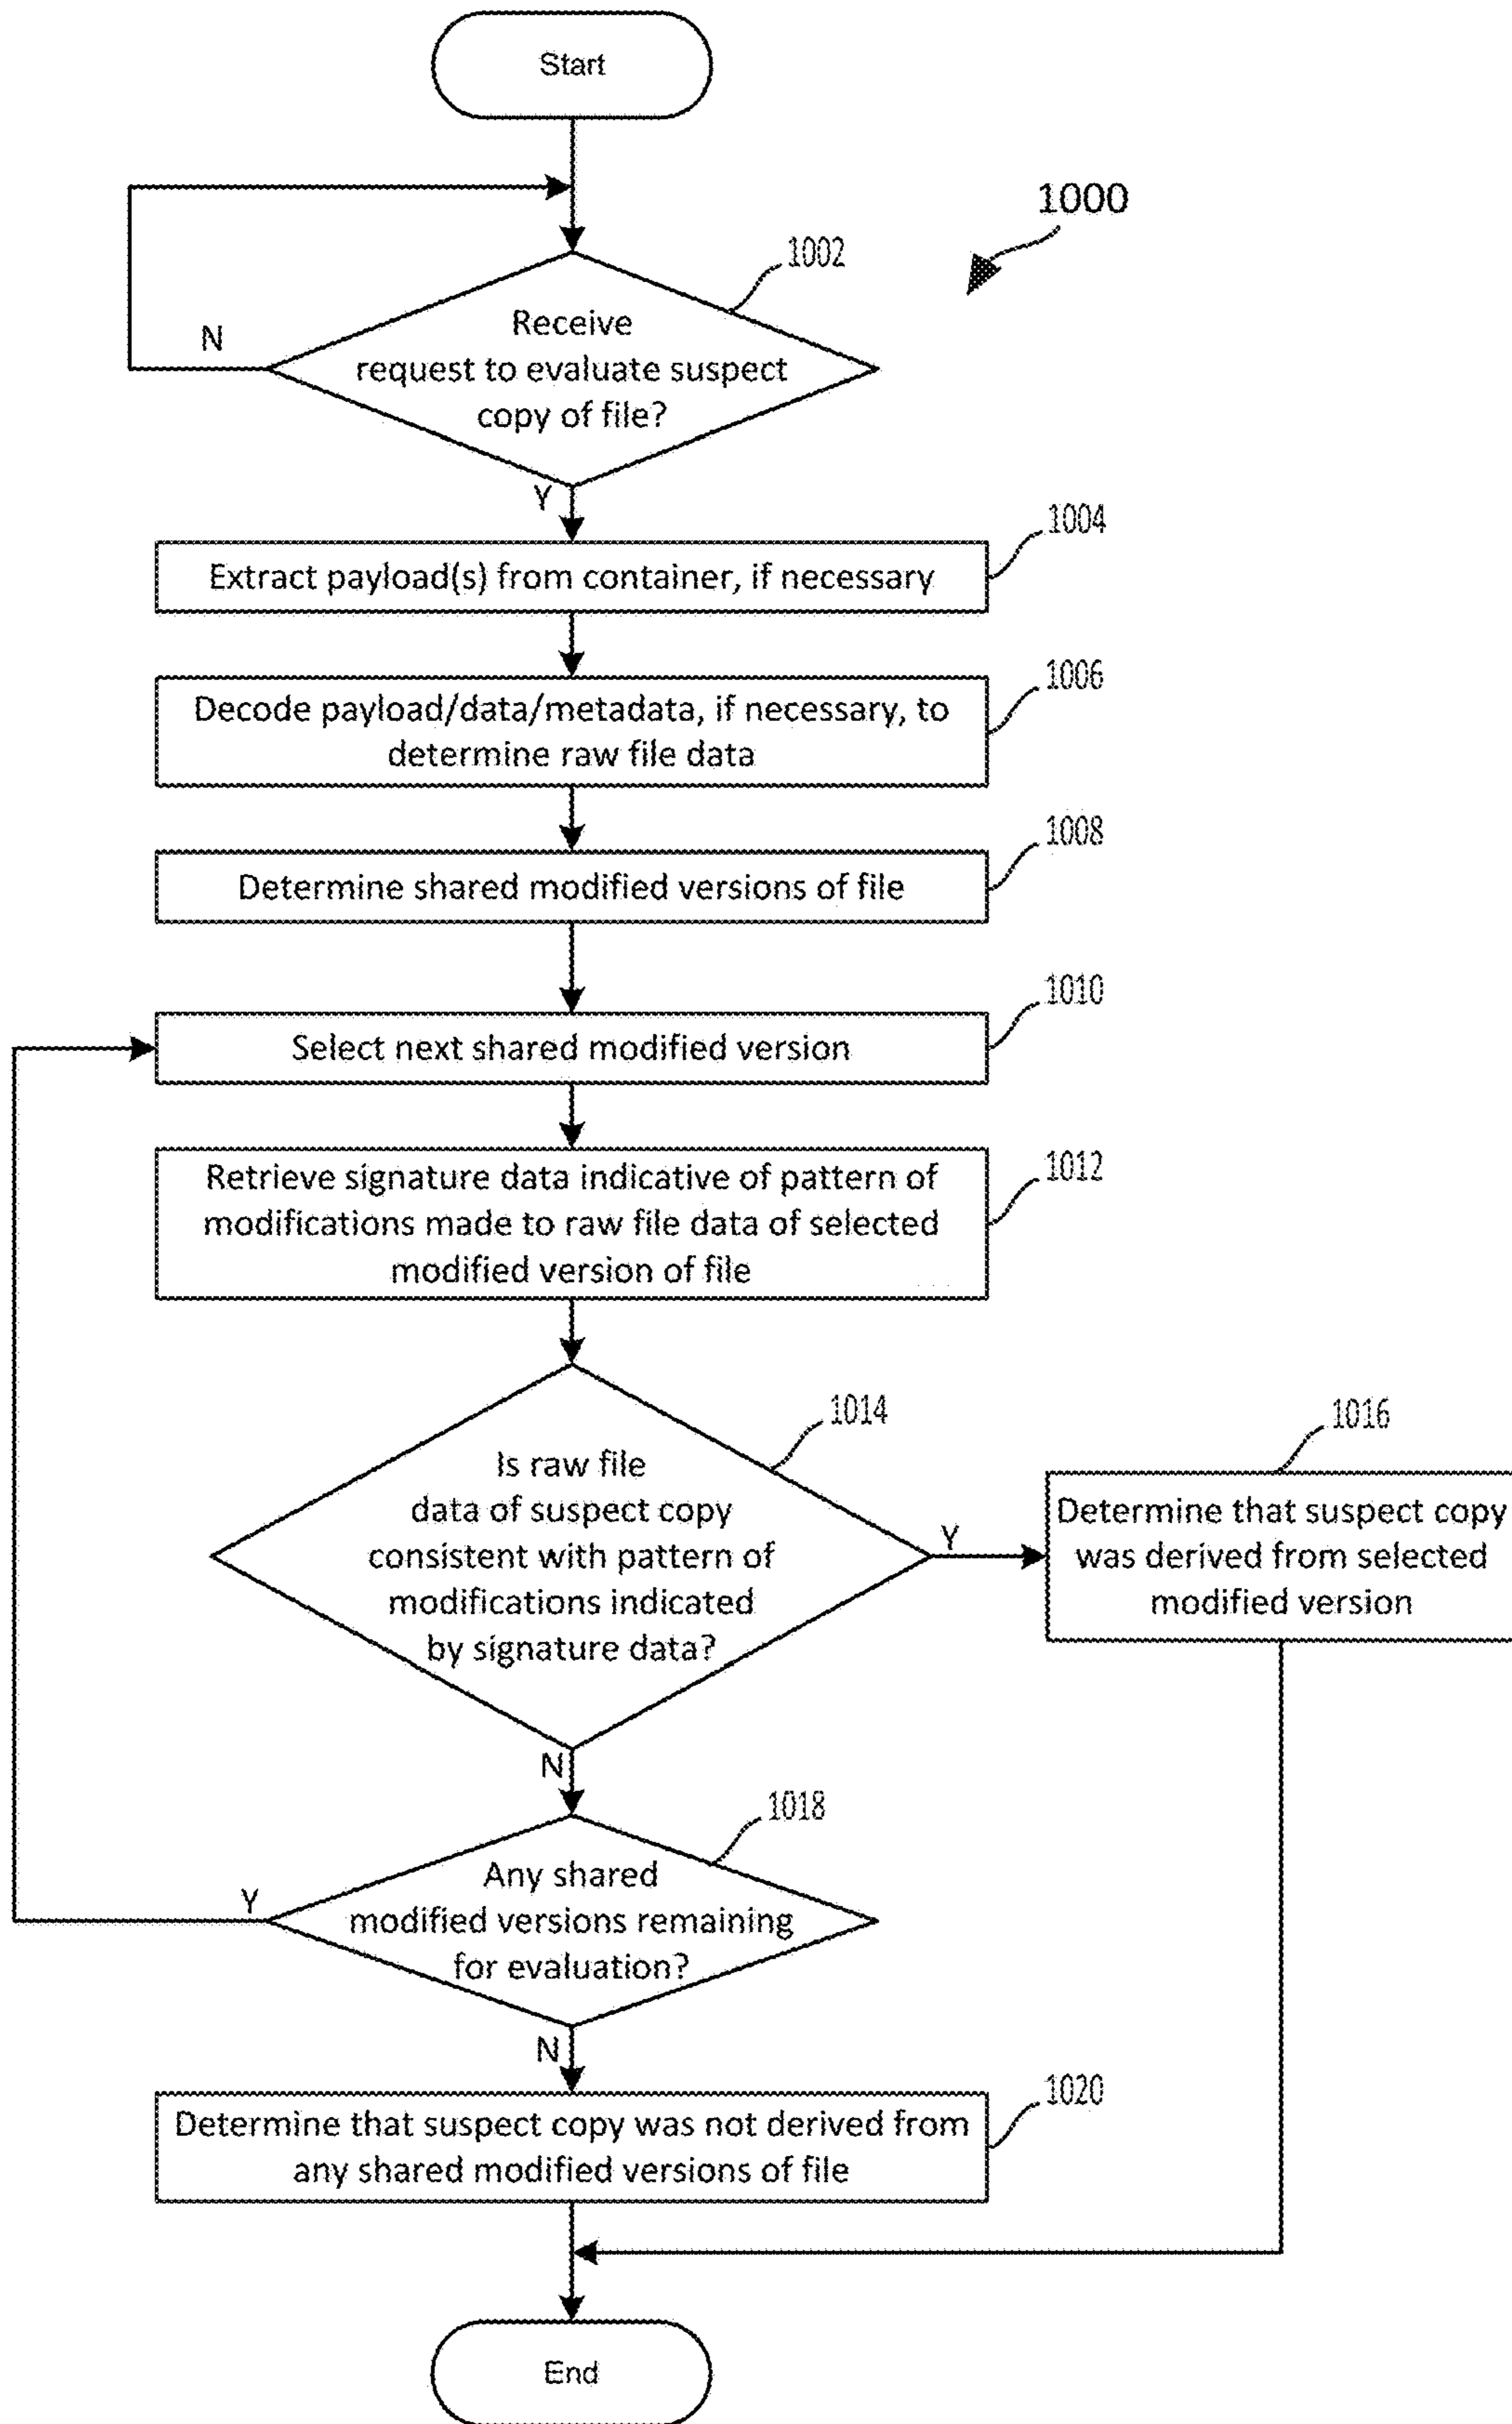 Start
1000
1002
Receive
request to evaluate suspect
copy of file?
N
Y
1004
Extract payload(s) from container, if necessary
1006
Decode payload/data/metadata, if necessary, to
determine raw file data
1008
Determine shared modified versions of file
1010
Select next shared modified version
1012
Retrieve signature data indicative of pattern of
modifications made to raw file data of selected
modified version of file
1014
Is raw file
data of suspect copy
consistent with pattern of
modifications indicated
by signature data?
Y
1016
Determine that suspect copy
was derived from selected
modified version
N
1018
Any shared
modified versions remaining
for evaluation?
Y
N
1020
Determine that suspect copy was not derived from
any shared modified versions of file
End